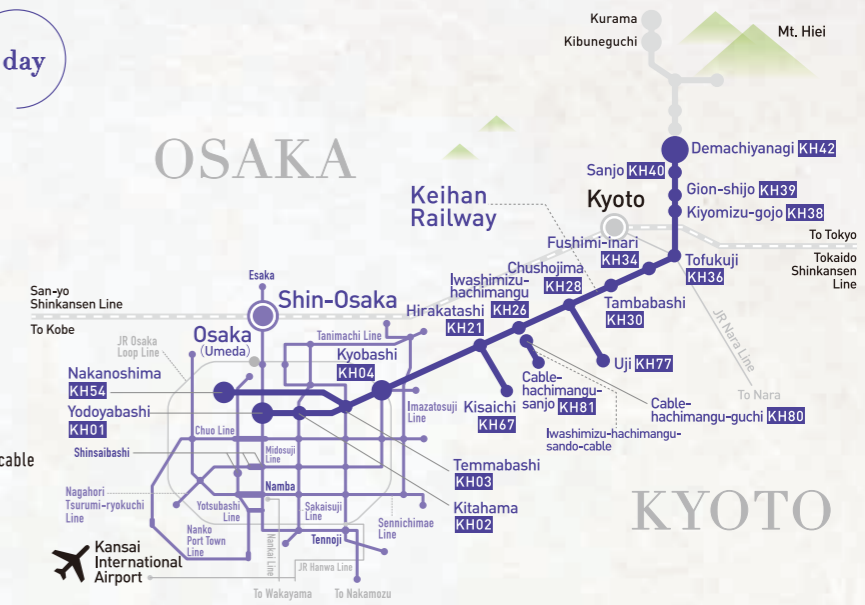 day
OSAKA
KYOTO
Kurama
Kibuneguchi
Mt. Hiei
Demachiyanagi KH42
Sanjo KH40
Gion-shijo KH39
Kiyomizu-gojo KH38
Keihan
Railway
Kyoto
To Tokyo
Tokaido
Shinkansen
Line
Fushimi-inari
KH34
Tofukuji
KH36
Chushojima
KH28
Tambabashi
KH30
Iwashimizu-
hachimangu
KH26
Hirakatashi
KH21
Uji KH77
JR Nara Line
To Nara
Cable-
hachimangu-
sanjo KH81
Cable-
hachimangu-guchi KH80
Iwashimizu-hachimangu-
sando-cable
Kisaichi
KH67
San-yo
Shinkansen Line
To Kobe
Esaka
Shin-Osaka
JR Osaka
Loop Line
Osaka
(Umeda)
Tanimachi Line
Kyobashi
KH04
Nakanoshima
KH54
Yodoyabashi
KH01
Imazatosuji
Line
Chuo Line
cable
Shinsaibashi
Midosuji
Line
Temmabashi
KH03
Namba
Kitahama
KH02
Nagahori
Tsurumi-ryokuchi
Line
Yotsubashi
Line
Sakaisuji
Line
Sennichimae
Line
Nanko
Port Town
Line
Nankai Line
Tennoji
Kansai
International
Airport
JR Hanwa Line
To Wakayama
To Nakamozu